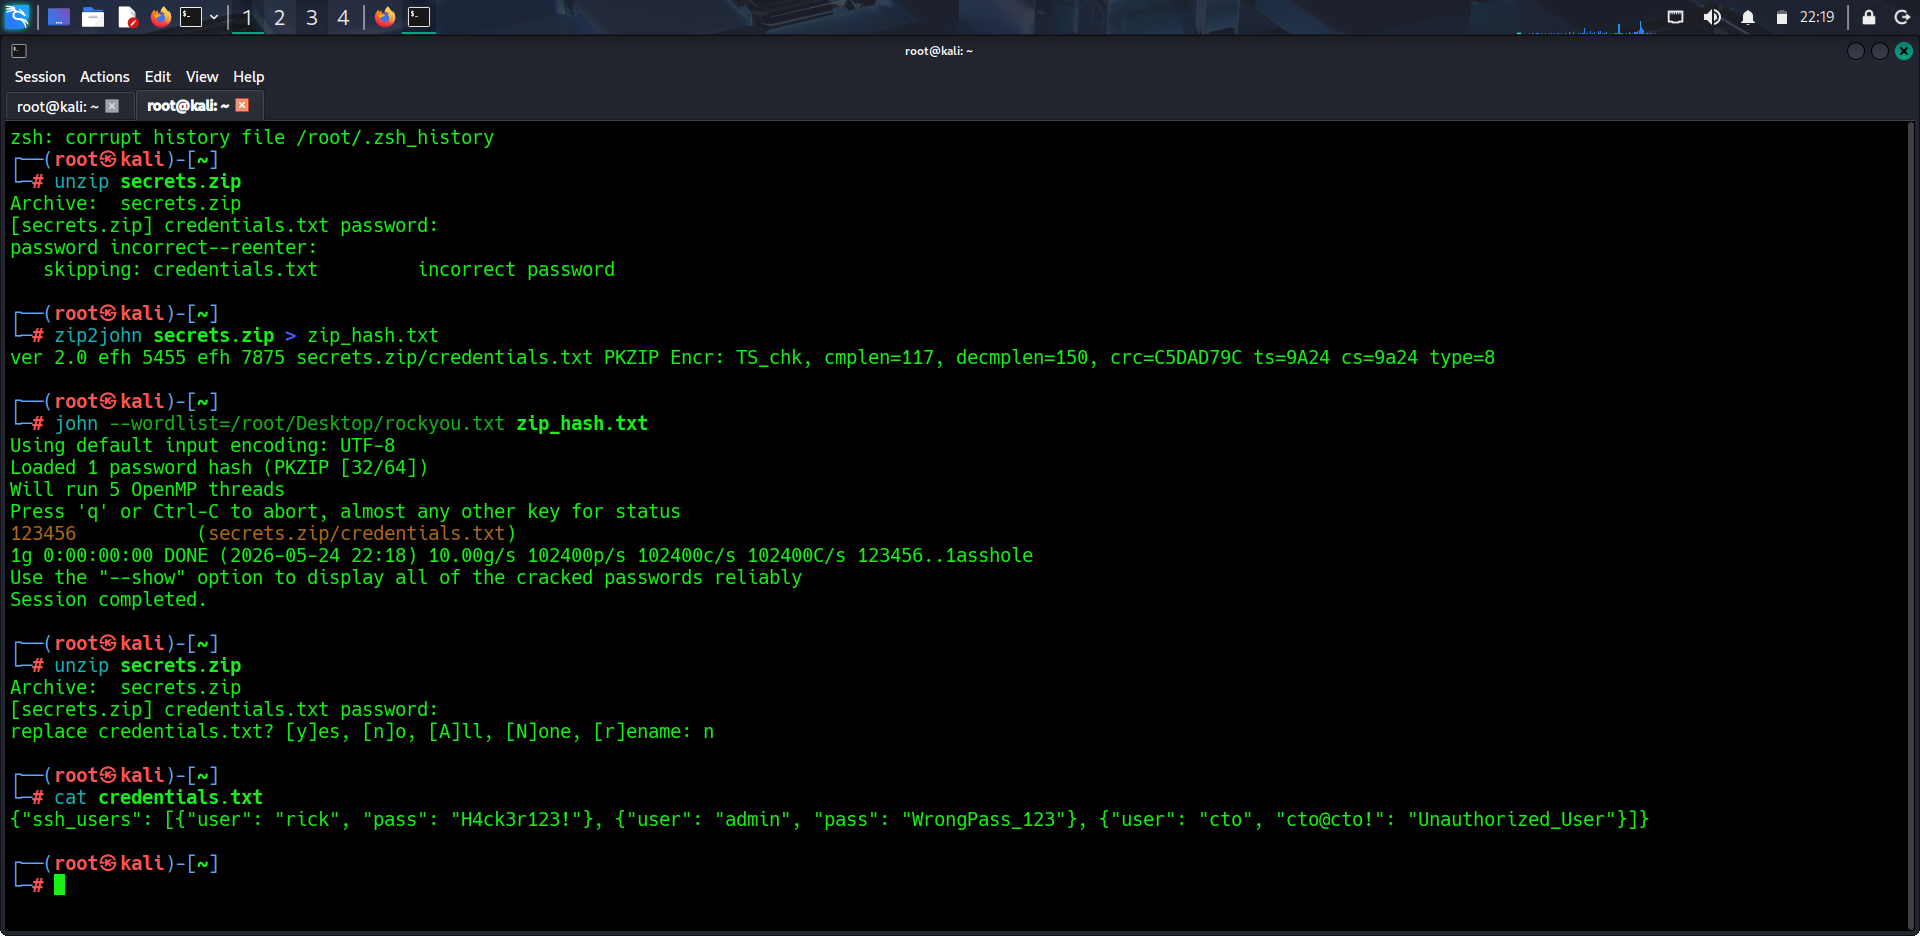 1 2 3 4 22:19
root@kali: ~
Session Actions Edit View Help
root@kali: ~ root@kali: ~
zsh: corrupt history file /root/.zsh_history
┌──(root㉿kali)-[~]
└─# unzip secrets.zip
Archive:  secrets.zip
[secrets.zip] credentials.txt password:
password incorrect--reenter:
   skipping: credentials.txt         incorrect password
┌──(root㉿kali)-[~]
└─# zip2john secrets.zip > zip_hash.txt
ver 2.0 efh 5455 efh 7875 secrets.zip/credentials.txt PKZIP Encr: TS_chk, cmplen=117, decmplen=150, crc=C5DAD79C ts=9A24 cs=9a24 type=8
┌──(root㉿kali)-[~]
└─# john --wordlist=/root/Desktop/rockyou.txt zip_hash.txt
Using default input encoding: UTF-8
Loaded 1 password hash (PKZIP [32/64])
Will run 5 OpenMP threads
Press 'q' or Ctrl-C to abort, almost any other key for status
123456           (secrets.zip/credentials.txt)
1g 0:00:00:00 DONE (2026-05-24 22:18) 10.00g/s 102400p/s 102400c/s 102400C/s 123456..1asshole
Use the "--show" option to display all of the cracked passwords reliably
Session completed.
┌──(root㉿kali)-[~]
└─# unzip secrets.zip
Archive:  secrets.zip
[secrets.zip] credentials.txt password:
replace credentials.txt? [y]es, [n]o, [A]ll, [N]one, [r]ename: n
┌──(root㉿kali)-[~]
└─# cat credentials.txt
{"ssh_users": [{"user": "rick", "pass": "H4ck3r123!"}, {"user": "admin", "pass": "WrongPass_123"}, {"user": "cto", "cto@cto!": "Unauthorized_User"}]}
┌──(root㉿kali)-[~]
└─#